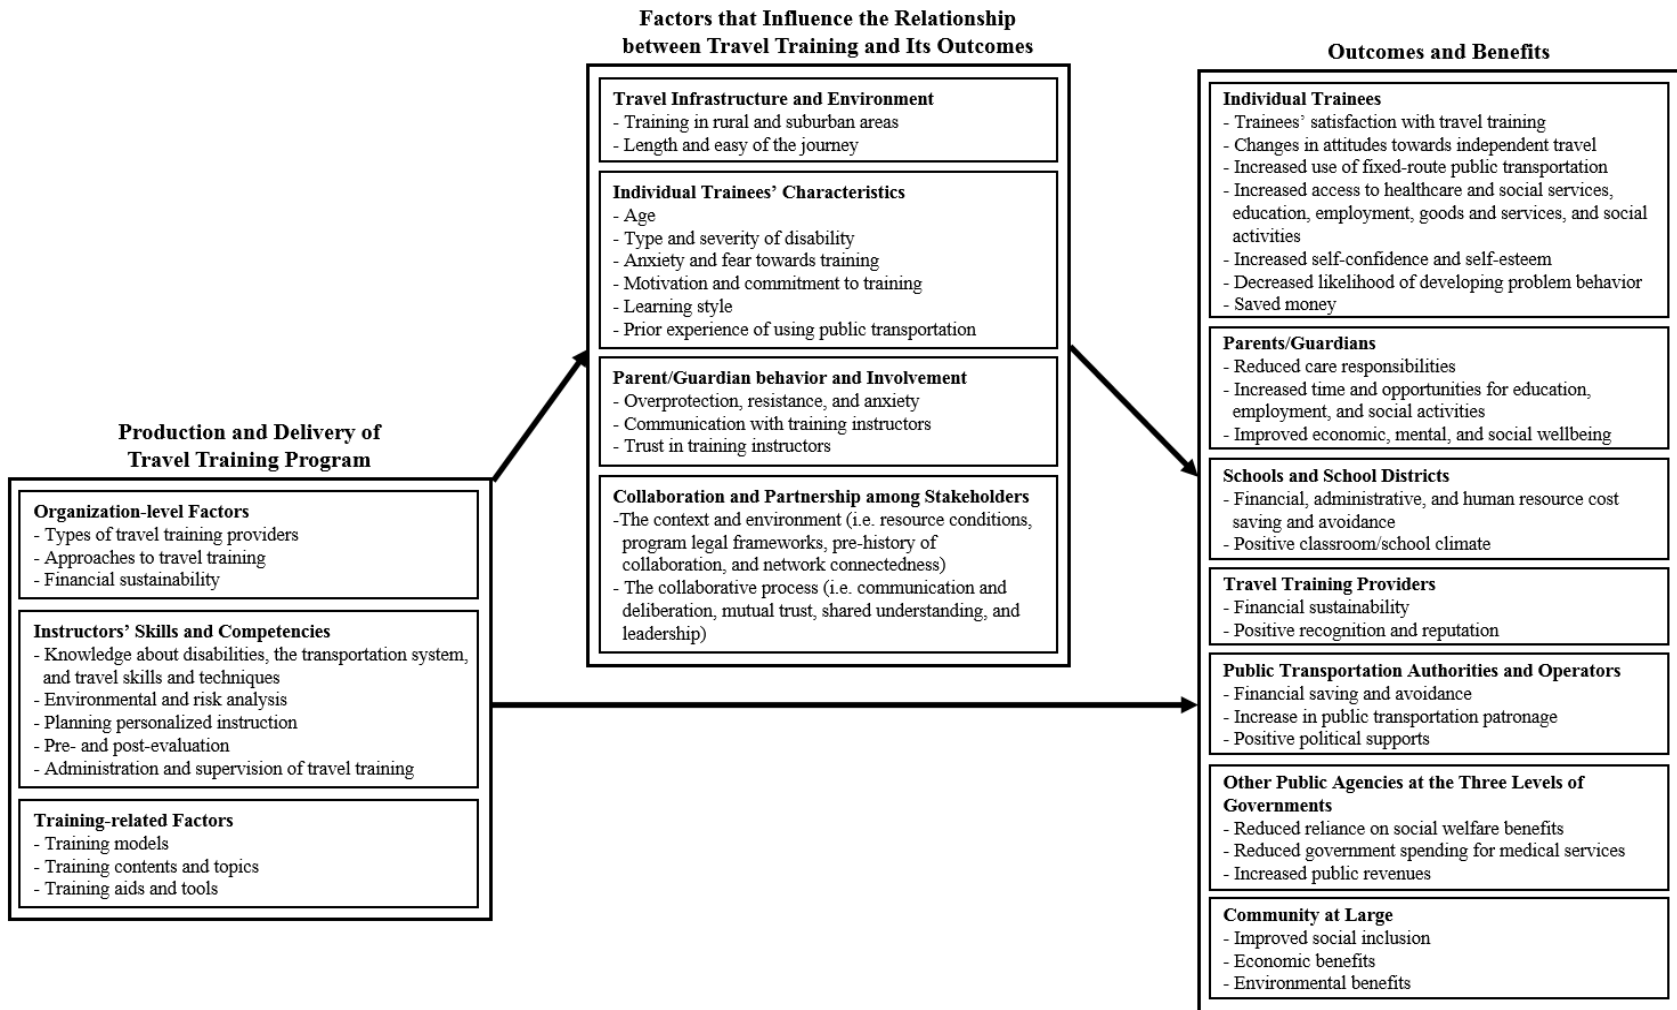 Factors that Influence the Relationship
between Travel Training and Its Outcomes
Travel Infrastructure and Environment
- Training in rural and suburban areas
- Length and easy of the journey
Individual Trainees’ Characteristics
- Age
- Type and severity of disability
- Anxiety and fear towards training
- Motivation and commitment to training
- Learning style
- Prior experience of using public transportation
Parent/Guardian behavior and Involvement
- Overprotection, resistance, and anxiety
- Communication with training instructors
- Trust in training instructors
Collaboration and Partnership among Stakeholders
-The context and environment (i.e. resource conditions,
program legal frameworks, pre-history of
collaboration, and network connectedness)
- The collaborative process (i.e. communication and
deliberation, mutual trust, shared understanding, and
leadership)
Production and Delivery of
Travel Training Program
Organization-level Factors
- Types of travel training providers
- Approaches to travel training
- Financial sustainability
Instructors’ Skills and Competencies
- Knowledge about disabilities, the transportation system,
and travel skills and techniques
- Environmental and risk analysis
- Planning personalized instruction
- Pre- and post-evaluation
- Administration and supervision of travel training
Training-related Factors
- Training models
- Training contents and topics
- Training aids and tools
Outcomes and Benefits
Individual Trainees
- Trainees’ satisfaction with travel training
- Changes in attitudes towards independent travel
- Increased use of fixed-route public transportation
- Increased access to healthcare and social services,
education, employment, goods and services, and social
activities
- Increased self-confidence and self-esteem
- Decreased likelihood of developing problem behavior
- Saved money
Parents/Guardians
- Reduced care responsibilities
- Increased time and opportunities for education,
employment, and social activities
- Improved economic, mental, and social wellbeing
Schools and School Districts
- Financial, administrative, and human resource cost
saving and avoidance
- Positive classroom/school climate
Travel Training Providers
- Financial sustainability
- Positive recognition and reputation
Public Transportation Authorities and Operators
- Financial saving and avoidance
- Increase in public transportation patronage
- Positive political supports
Other Public Agencies at the Three Levels of
Governments
- Reduced reliance on social welfare benefits
- Reduced government spending for medical services
- Increased public revenues
Community at Large
- Improved social inclusion
- Economic benefits
- Environmental benefits